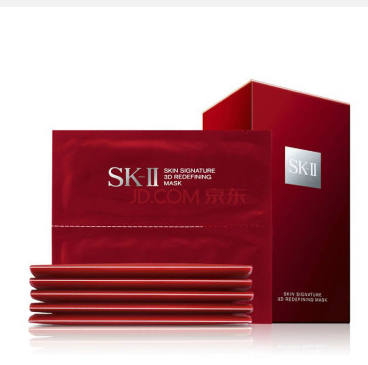 SK-II
SKIN SIGNATURE
3D REDEFINING
MASK
JD.COM 京东
SK-II
SKIN SIGNATURE
3D REDEFINING MASK